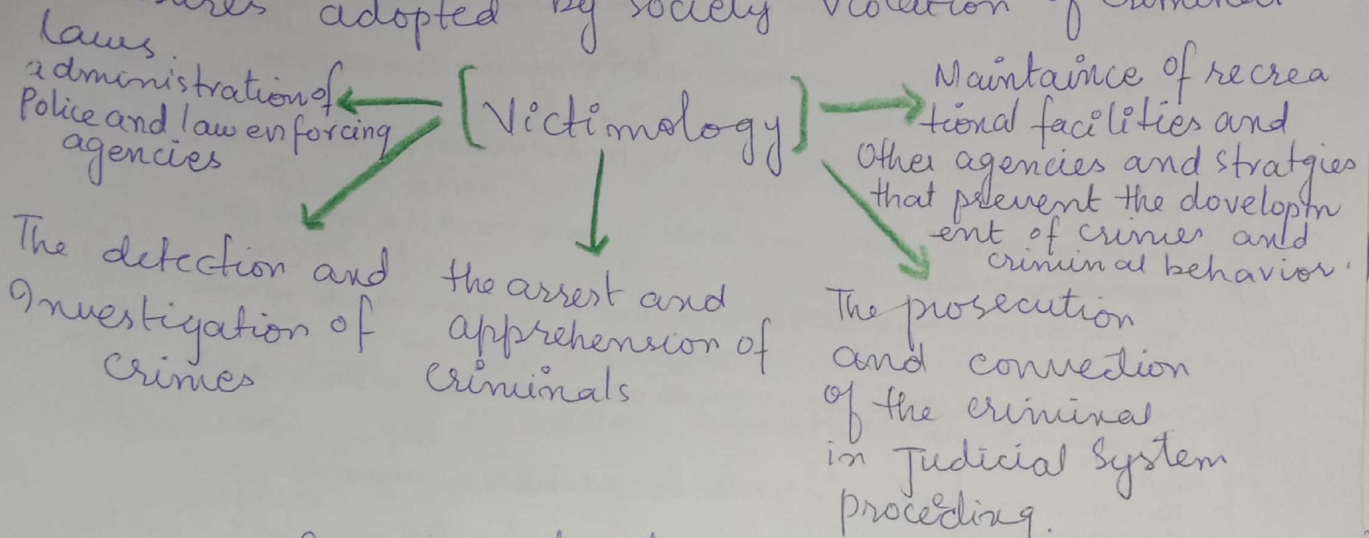 adopted by society violation of
laws.
administration of
Police and law enforcing
agencies
[Victimology]
Maintaince of recrea
tional facilities and
Other agencies and stratgies
that prevent the dovelopm
ent of crimes and
criminal behavior.
The detection and
Investigation of
crimes
the arrest and
apprehension of
criminals
The prosecution
and convection
of the criminal
in Judicial System
proceeding.